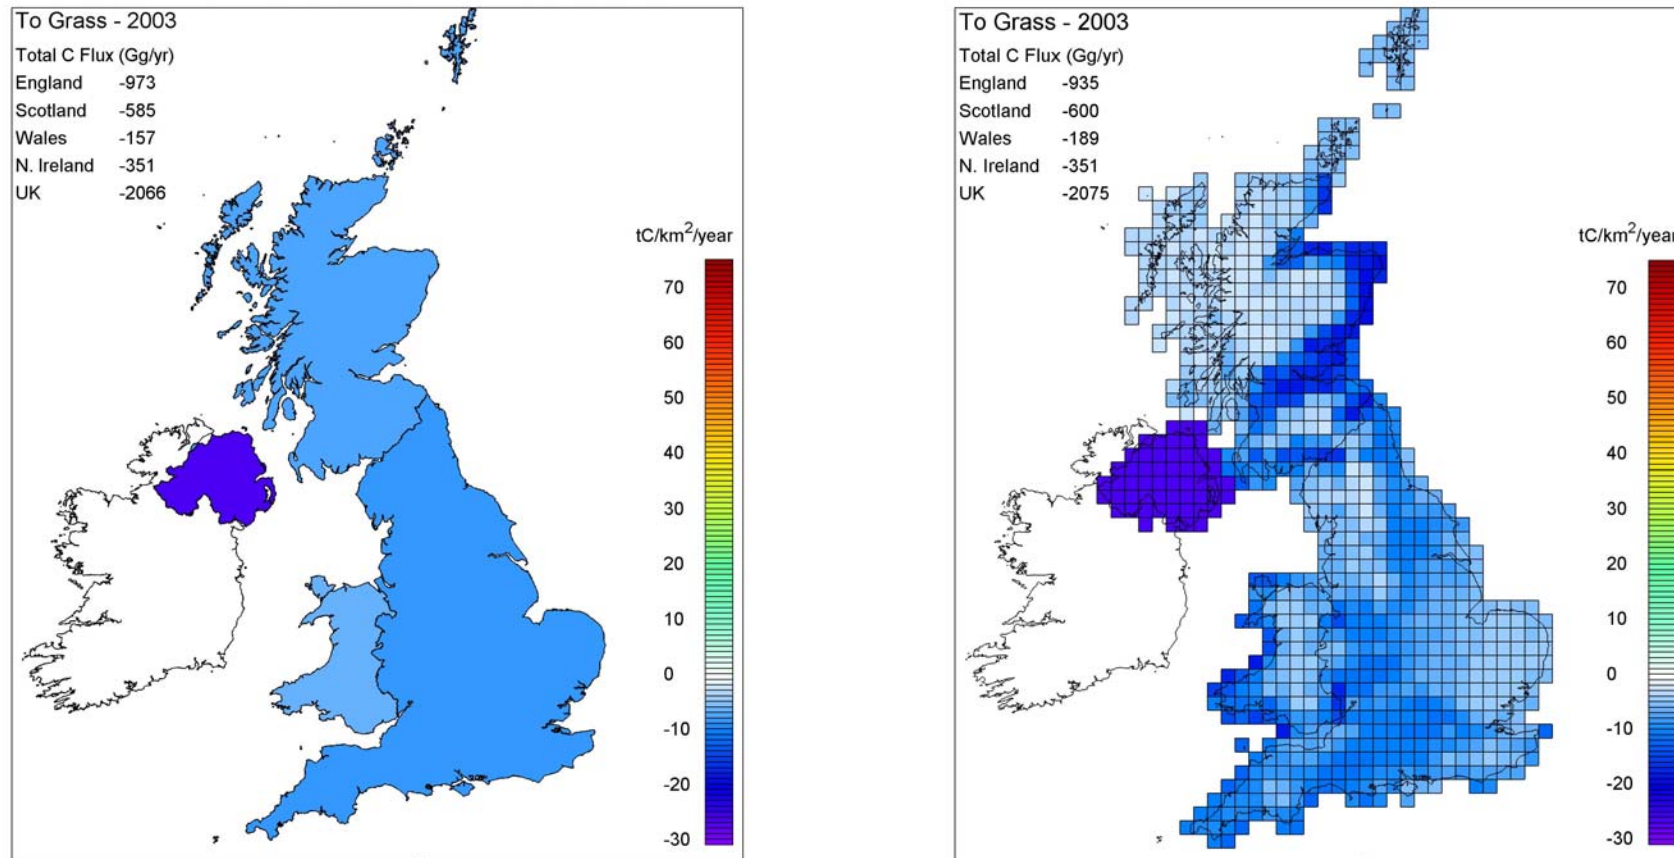 To Grass - 2003
Total C Flux (Gg/yr)
England -973
Scotland -585
Wales -157
N. Ireland -351
UK -2066
tC/km²/year
70
60
50
40
30
20
10
0
-10
-20
-30
To Grass - 2003
Total C Flux (Gg/yr)
England -935
Scotland -600
Wales -189
N. Ireland -351
UK -2075
tC/km²/year
70
60
50
40
30
20
10
0
-10
-20
-30